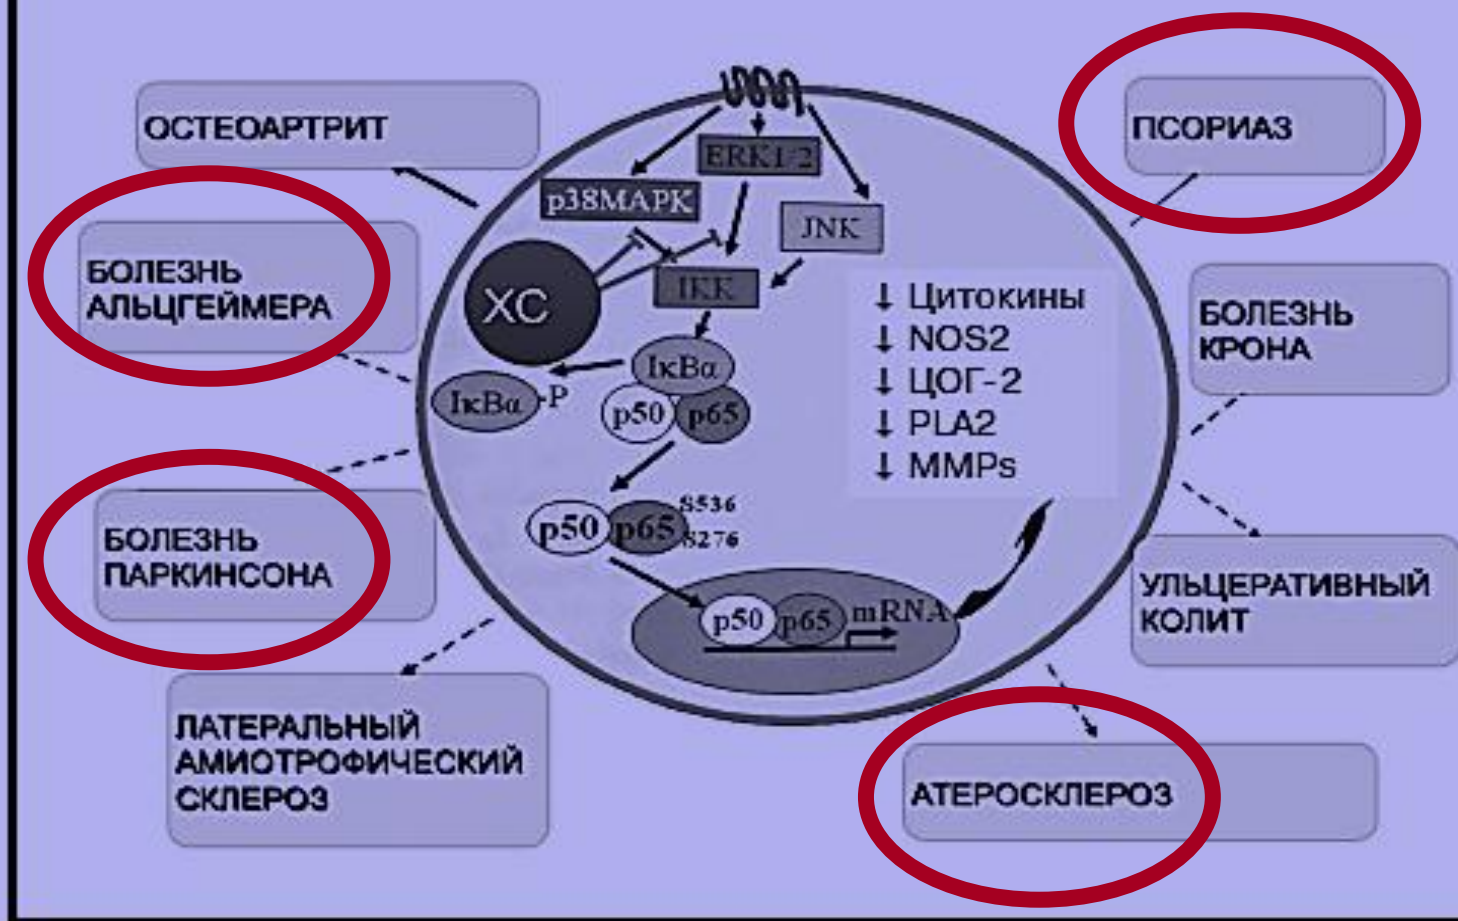 ОСТЕОАРТРИТ
ПСОРИАЗ
БОЛЕЗНЬ
АЛЬЦГЕЙМЕРА
БОЛЕЗНЬ
КРОНА
БОЛЕЗНЬ
ПАРКИНСОНА
УЛЬЦЕРАТИВНЫЙ
КОЛИТ
ЛАТЕРАЛЬНЫЙ
АМИОТРОФИЧЕСКИЙ
СКЛЕРОЗ
АТЕРОСКЛЕРОЗ
ERK1/2
p38MAPK
JNK
ХС
IKK
IκBα
IκBα-P
p50 p65
p50 p65 S536
S276
p50 p65 mRNA
↓ Цитокины
↓ NOS2
↓ ЦОГ-2
↓ PLA2
↓ MMPs